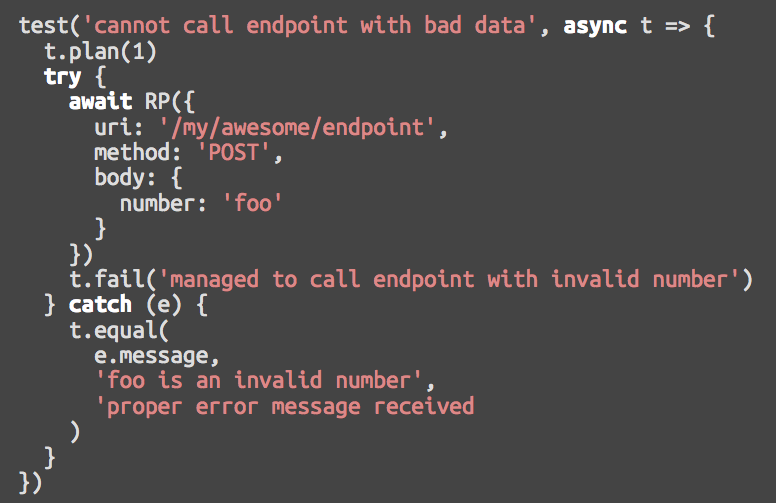 test('cannot call endpoint with bad data', async t => {
  t.plan(1)
  try {
    await RP({
      uri: '/my/awesome/endpoint',
      method: 'POST',
      body: {
        number: 'foo'
      }
    })
    t.fail('managed to call endpoint with invalid number')
  } catch (e) {
    t.equal(
      e.message,
      'foo is an invalid number',
      'proper error message received
    )
  }
})